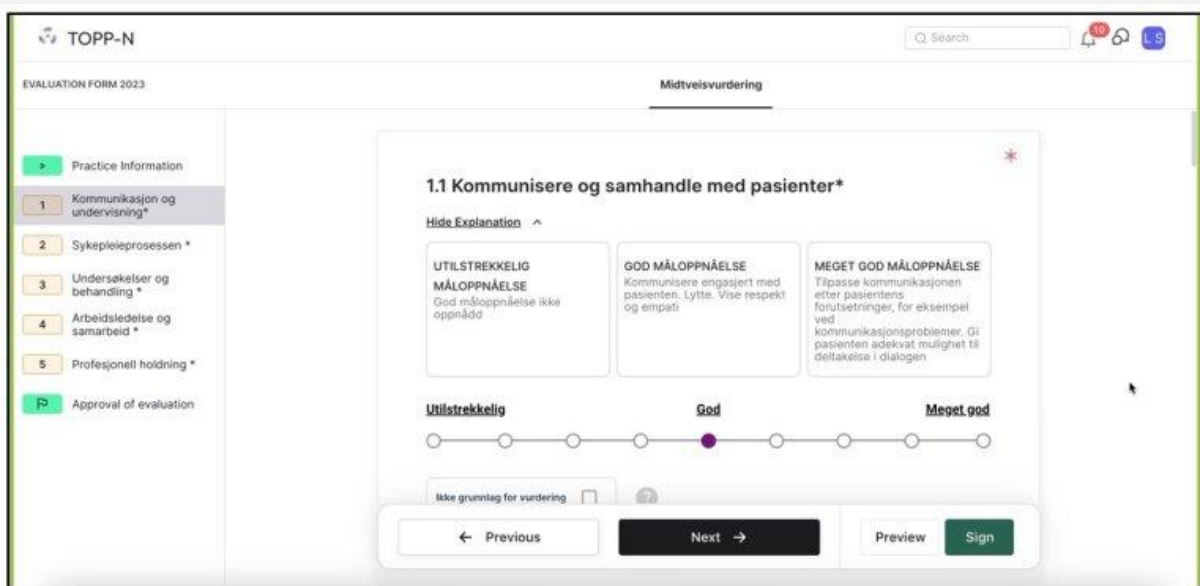 TOPP-N
Search
10
L S
EVALUATION FORM 2023
Midtveisvurdering
> Practice Information
1 Kommunikasjon og
undervisning*
2 Sykepleieprosessen *
3 Undersøkelser og
behandling *
4 Arbeidsledelse og
samarbeid *
5 Profesjonell holdning *
Approval of evaluation
*
1.1 Kommunisere og samhandle med pasienter*
Hide Explanation
UTILSTREKKELIG
MÅLOPPNÅELSE
God måloppnåelse ikke
oppnådd
GOD MÅLOPPNÅELSE
Kommunisere engasjert med
pasienten. Lytte. Vise respekt
og empati
MEGET GOD MÅLOPPNÅELSE
Tilpasse kommunikasjonen
etter pasientens
forutsetninger, for eksempel
ved
kommunikasjonsproblemer. Gi
pasienten adekvat mulighet til
deltakelse i dialogen
Utilstrekkelig God Meget god
Ikke grunnlag for vurdering ?
← Previous
Next →
Preview
Sign